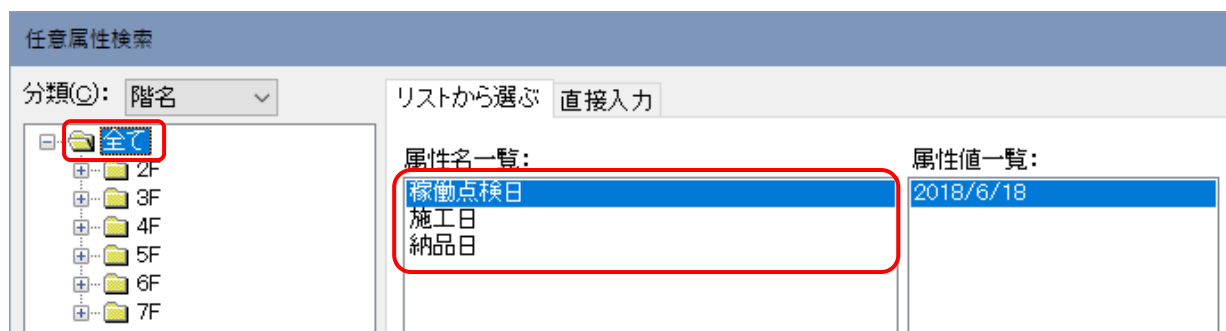 任意属性検索
分類(C): 階名
リストから選ぶ 直接入力
全て
2F
3F
4F
5F
6F
7F
属性名一覧:
稼働点検日
施工日
納品日
属性値一覧:
2018/6/18